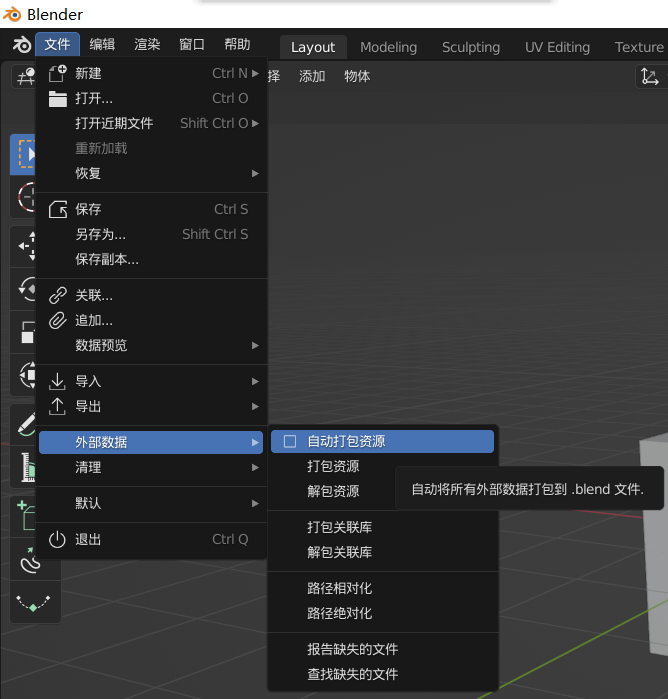 Blender
文件 编辑 渲染 窗口 帮助 Layout Modeling Sculpting UV Editing Texture
择 添加 物体
新建 Ctrl N
打开... Ctrl O
打开近期文件 Shift Ctrl O
重新加载
恢复
保存 Ctrl S
另存为... Shift Ctrl S
保存副本...
关联...
追加...
数据预览
导入
导出
外部数据
清理
默认
退出 Ctrl Q
自动打包资源
打包资源
解包资源
自动将所有外部数据打包到 .blend 文件.
打包关联库
解包关联库
路径相对化
路径绝对化
报告缺失的文件
查找缺失的文件